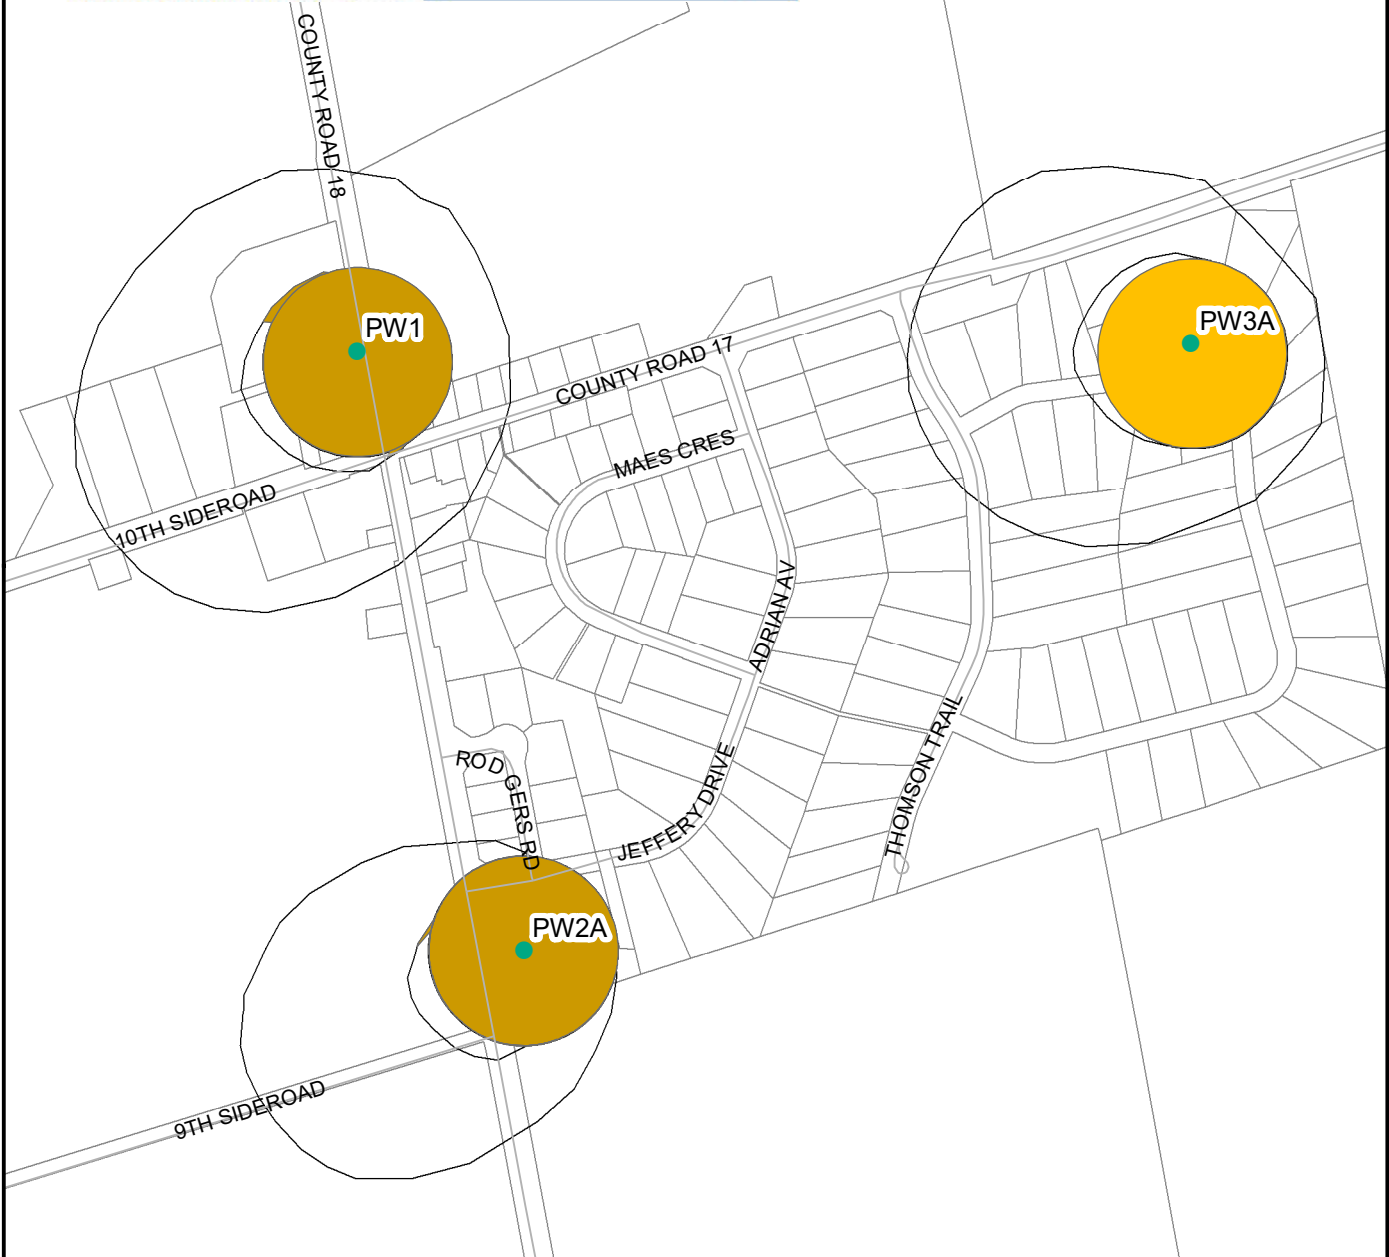 COUNTY ROAD 18
PW1
PW3A
COUNTY ROAD 17
MAES CRES
10TH SIDEROAD
ADRIAN AV
THOMSON TRAIL
ROD GERS RD
JEFFERY DRIVE
PW2A
9TH SIDEROAD